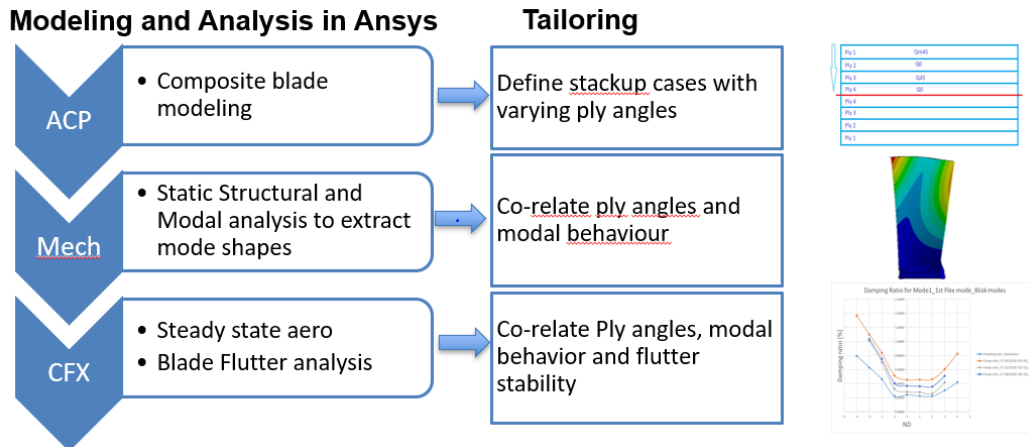 Modeling and Analysis in Ansys
Tailoring
ACP
• Composite blade
modeling
Define stackup cases with
varying ply angles
Ply 1 Qm45
Ply 2 Q0
Ply 3 Q45
Ply 4 Q0
Ply 4
Ply 3
Ply 2
Ply 1
Mech
• Static Structural and
Modal analysis to extract
mode shapes
Co-relate ply angles and
modal behaviour
CFX
• Steady state aero
• Blade Flutter analysis
Co-relate Ply angles, modal
behavior and flutter
stability
Damping Ratio for Mode1_1st Flex mode_Blisk modes
Damping ratio [%]
ND